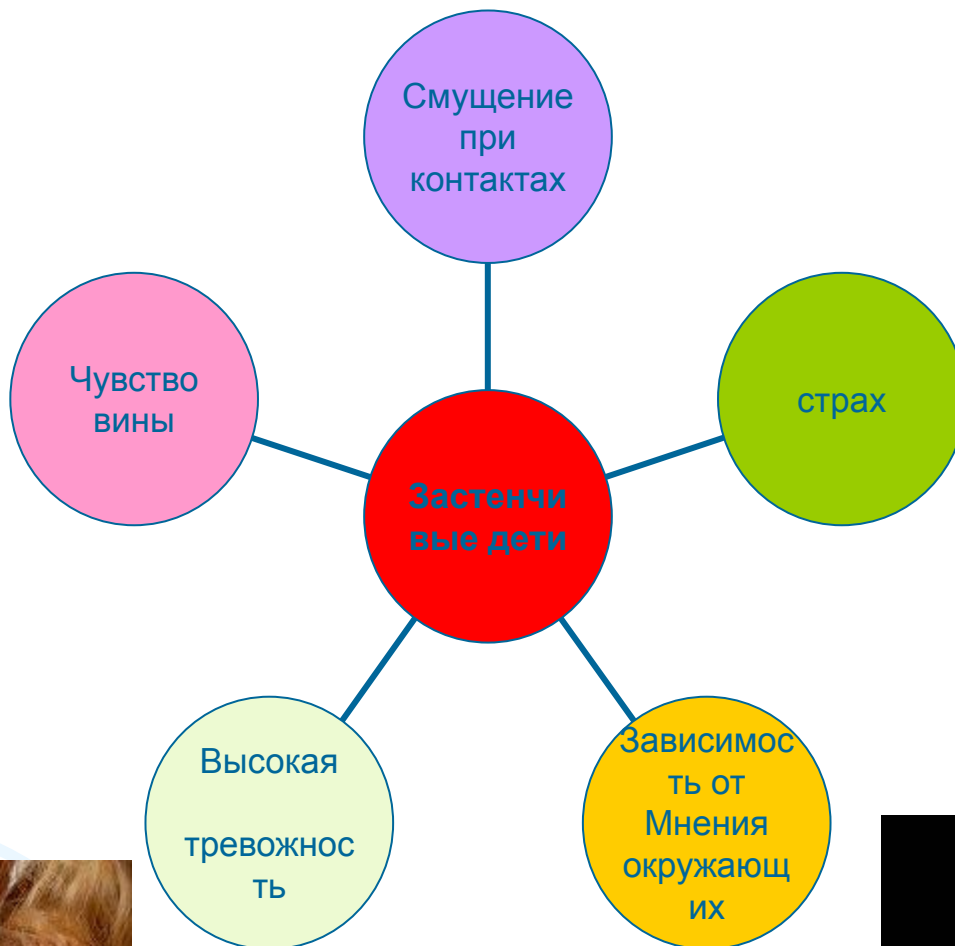 Смущение
при
контактах
Чувство
вины
страх
Застенчи
вые дети
Высокая
тревожнос
ть
Зависимос
ть от
Мнения
окружающ
их